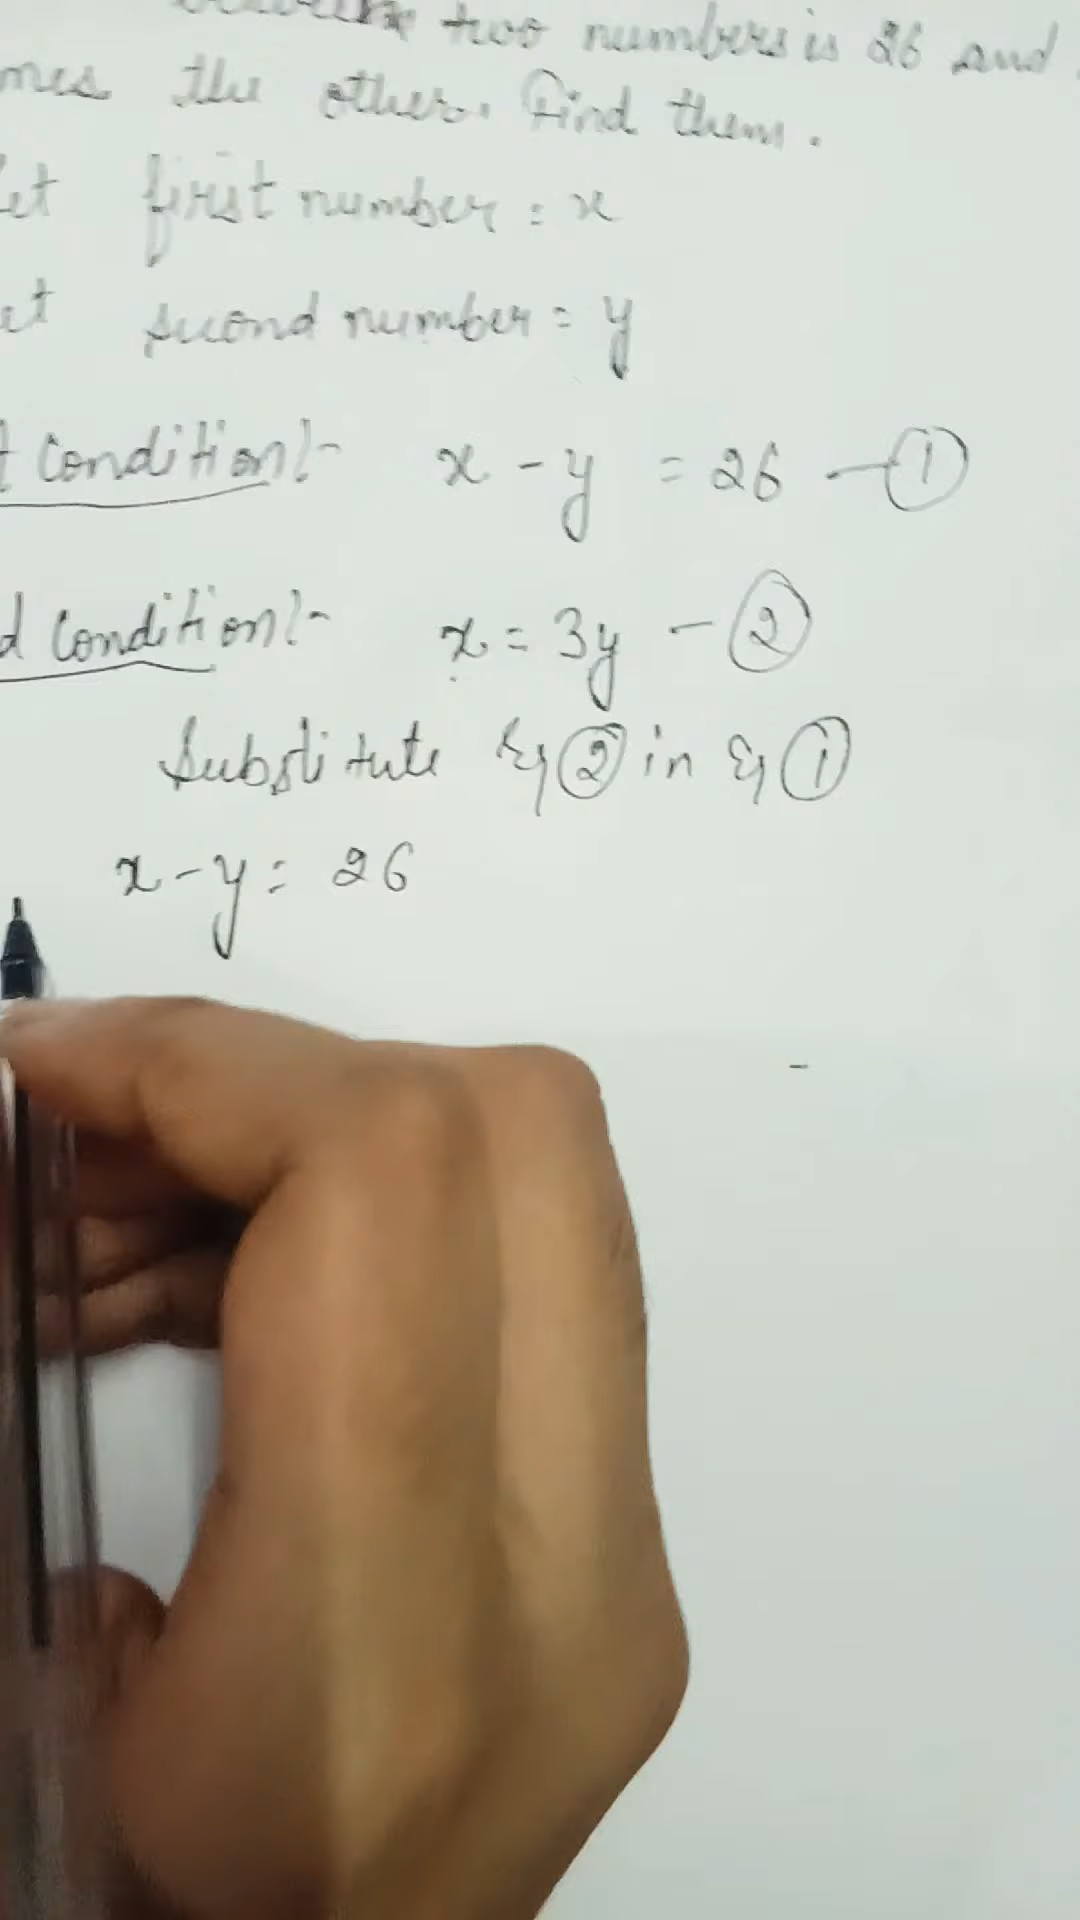 two numbers is 26 and
the other. Find them.
first number = x
second number = y
condition:- x - y = 26 - ①
condition:- x = 3y - ②
Substitute Eq ② in Eq ①
x - y = 26